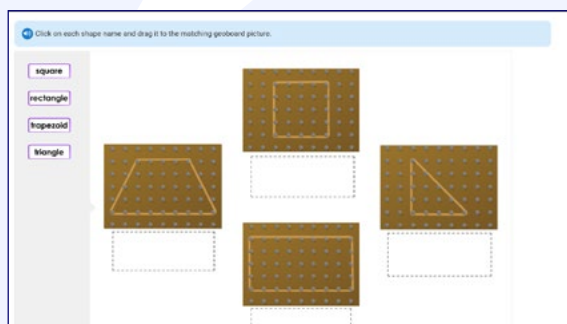 Click on each shape name and drag it to the matching geoboard picture.
square
rectangle
trapezoid
triangle